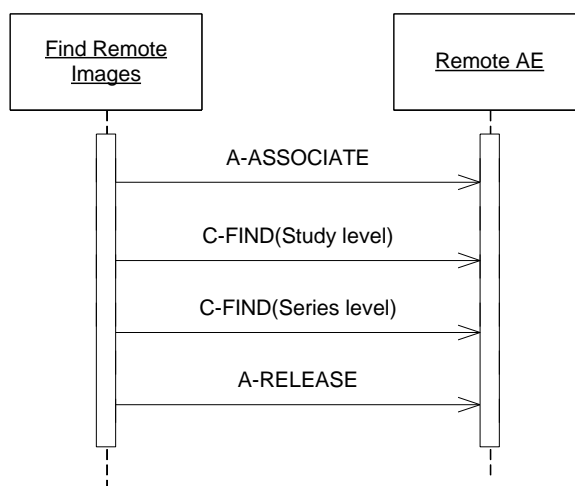 Find Remote
Images
Remote AE
A-ASSOCIATE
C-FIND(Study level)
C-FIND(Series level)
A-RELEASE